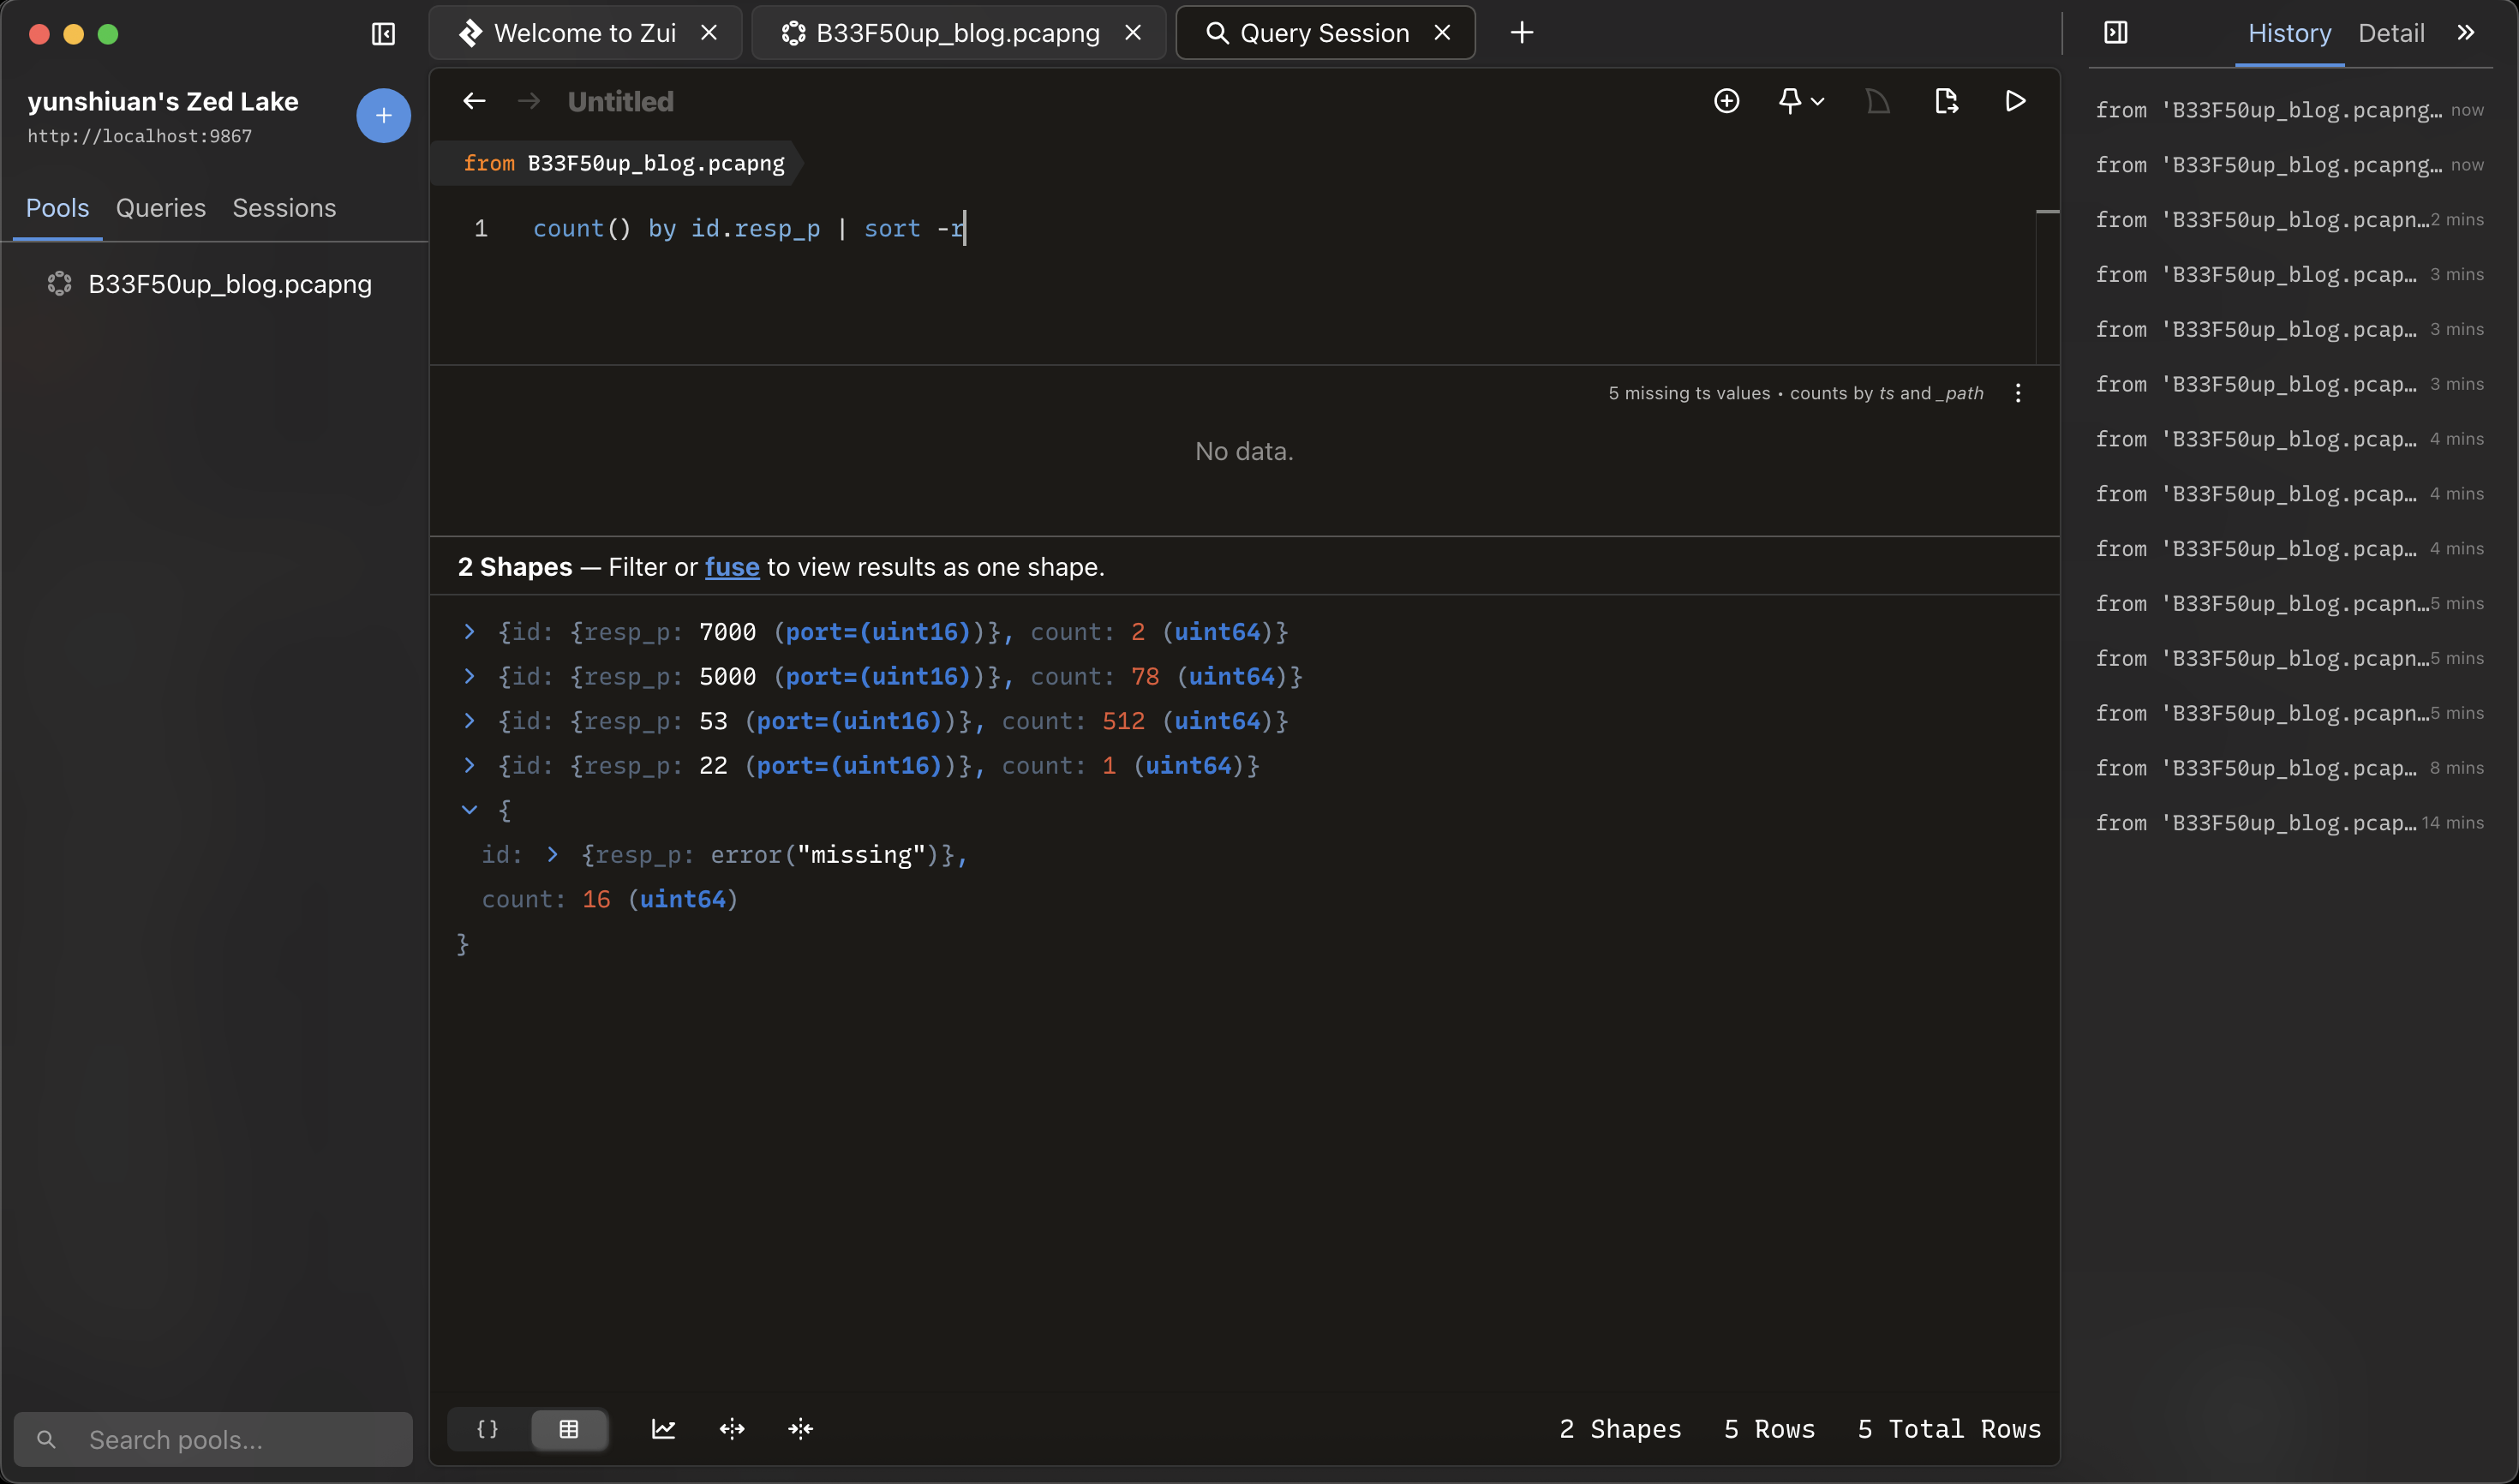 Welcome to Zui
B33F50up_blog.pcapng
Query Session
History
Detail
yunshiuan's Zed Lake
http://localhost:9867
Pools
Queries
Sessions
B33F50up_blog.pcapng
Search pools...
Untitled
from B33F50up_blog.pcapng
1 count() by id.resp_p | sort -r
5 missing ts values • counts by ts and _path
No data.
2 Shapes — Filter or fuse to view results as one shape.
{id: {resp_p: 7000 (port=(uint16))}, count: 2 (uint64)}
{id: {resp_p: 5000 (port=(uint16))}, count: 78 (uint64)}
{id: {resp_p: 53 (port=(uint16))}, count: 512 (uint64)}
{id: {resp_p: 22 (port=(uint16))}, count: 1 (uint64)}
{
id: {resp_p: error("missing")},
count: 16 (uint64)
}
{}
2 Shapes
5 Rows
5 Total Rows
from 'B33F50up_blog.pcapng… now
from 'B33F50up_blog.pcapng… now
from 'B33F50up_blog.pcapn… 2 mins
from 'B33F50up_blog.pcap… 3 mins
from 'B33F50up_blog.pcap… 3 mins
from 'B33F50up_blog.pcap… 3 mins
from 'B33F50up_blog.pcap… 4 mins
from 'B33F50up_blog.pcap… 4 mins
from 'B33F50up_blog.pcap… 4 mins
from 'B33F50up_blog.pcapn… 5 mins
from 'B33F50up_blog.pcapn… 5 mins
from 'B33F50up_blog.pcapn… 5 mins
from 'B33F50up_blog.pcap… 8 mins
from 'B33F50up_blog.pcap… 14 mins